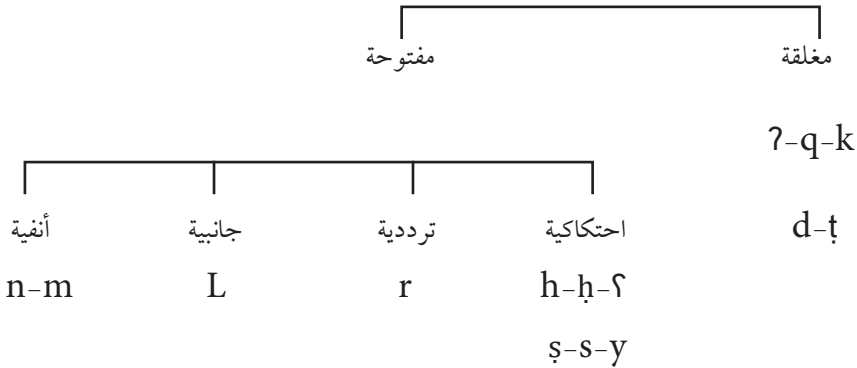 مغلقة
مفتوحة
ʔ-q-k
d-ṭ
احتكاكية
ترددية
جانبية
أنفية
h-ḥ-ʕ
r
L
n-m
ṣ-s-y